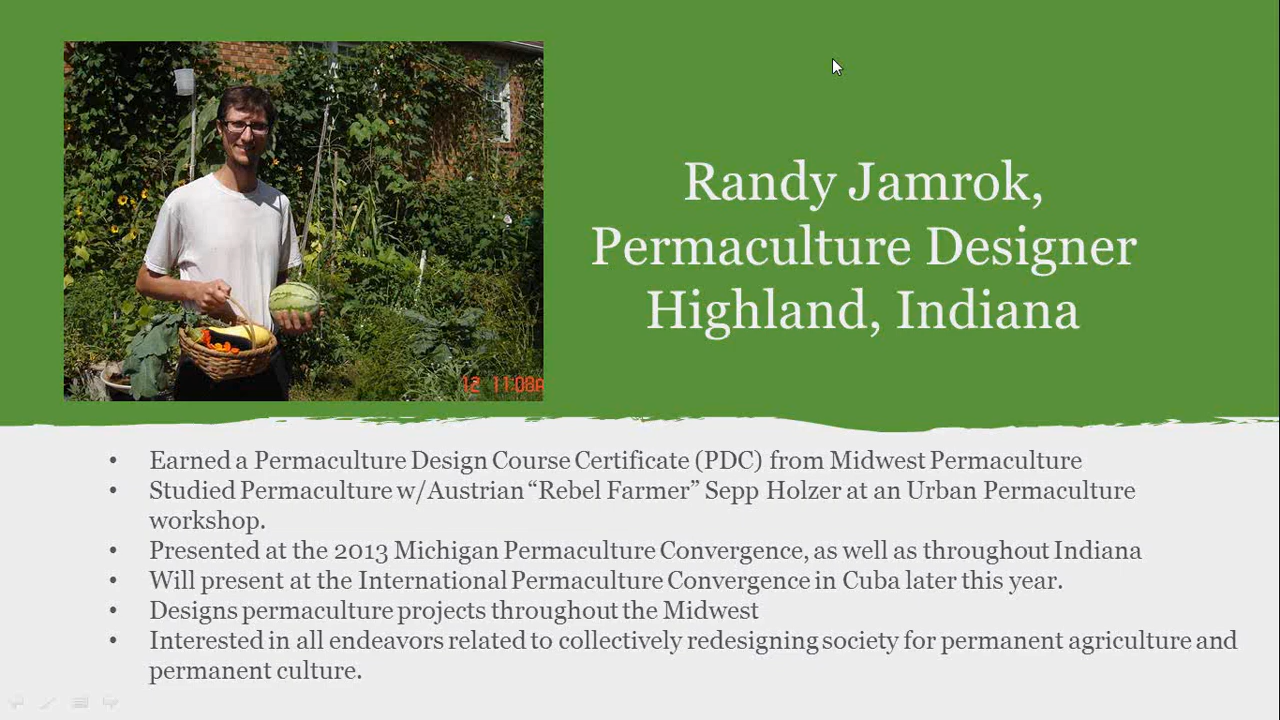 Randy Jamrok,
Permaculture Designer
Highland, Indiana
12 11:08A
• Earned a Permaculture Design Course Certificate (PDC) from Midwest Permaculture
• Studied Permaculture w/Austrian “Rebel Farmer” Sepp Holzer at an Urban Permaculture
workshop.
• Presented at the 2013 Michigan Permaculture Convergence, as well as throughout Indiana
• Will present at the International Permaculture Convergence in Cuba later this year.
• Designs permaculture projects throughout the Midwest
• Interested in all endeavors related to collectively redesigning society for permanent agriculture and
permanent culture.